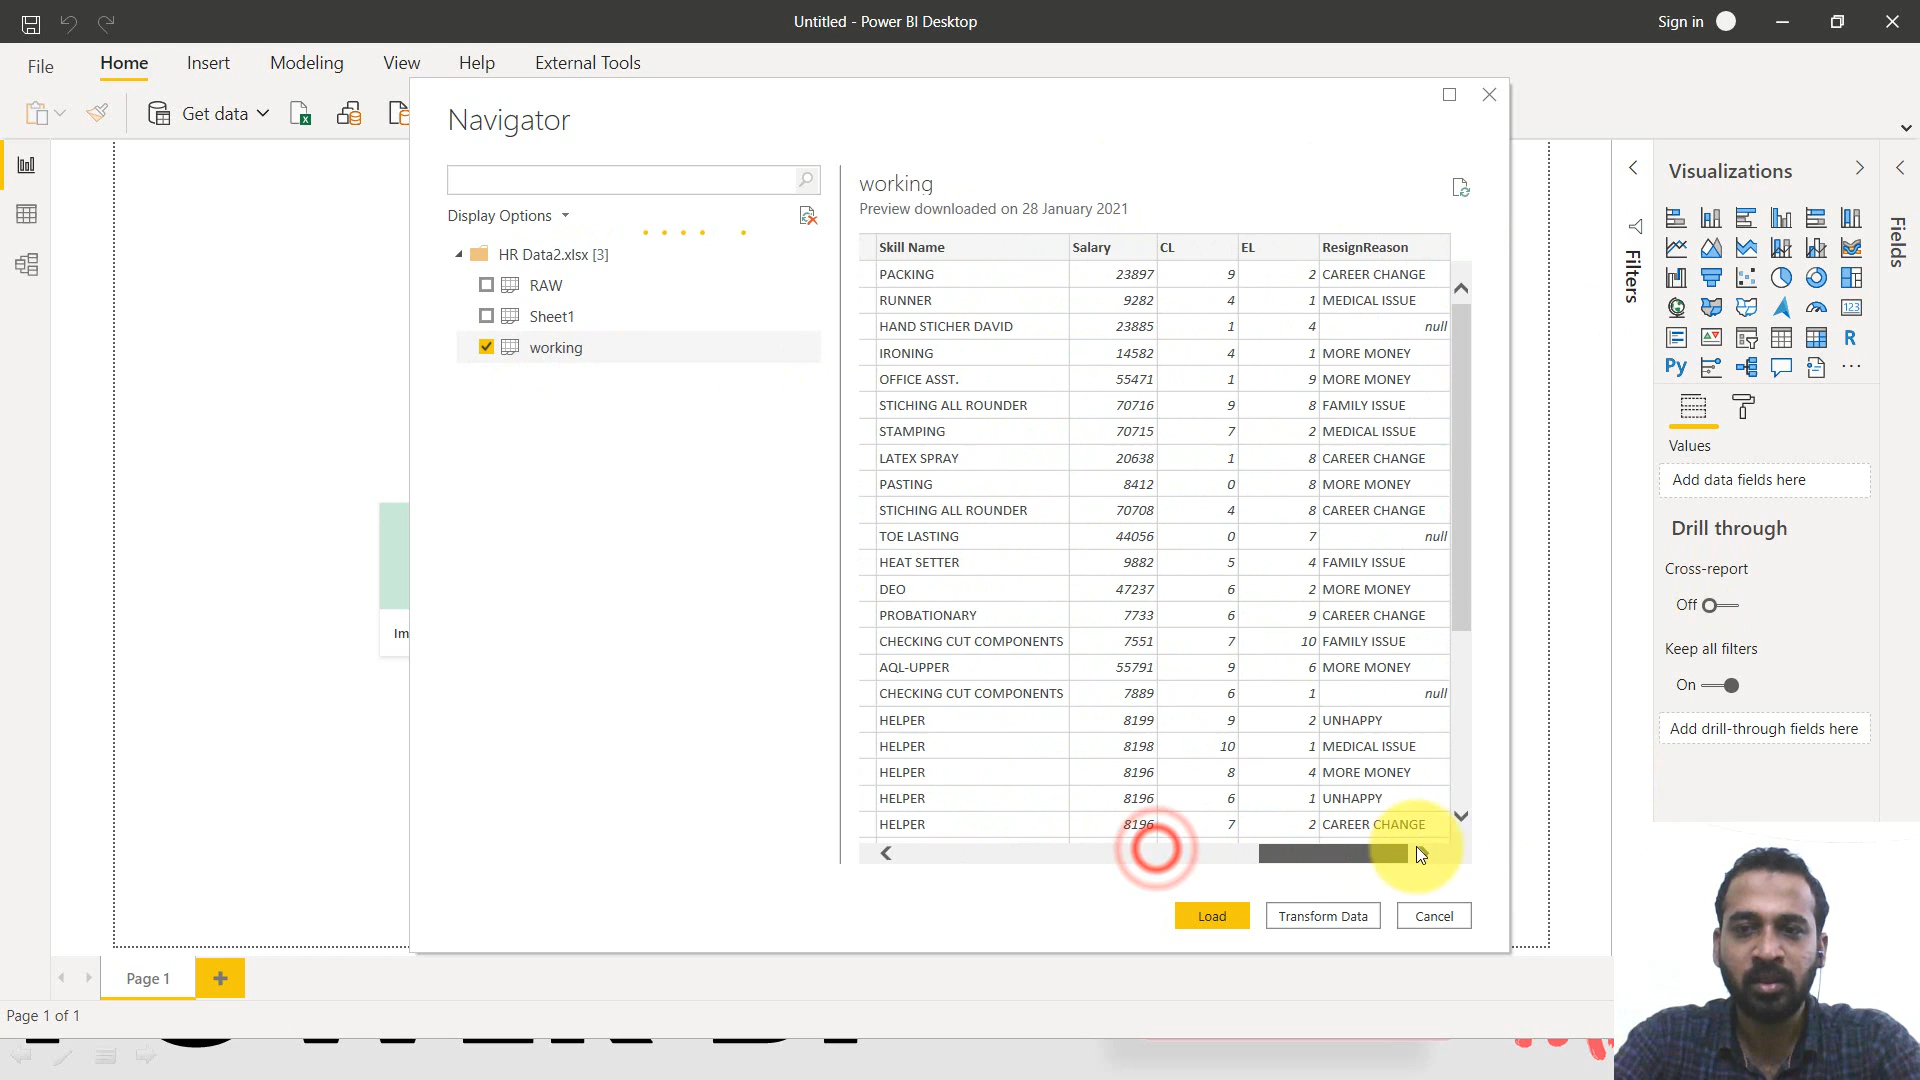 Untitled - Power BI Desktop
Sign in
File
Home
Insert
Modeling
View
Help
External Tools
Get data
Navigator
Display Options
HR Data2.xlsx [3]
RAW
Sheet1
working
working
Preview downloaded on 28 January 2021
Skill Name Salary CL EL ResignReason
PACKING 23897 9 2 CAREER CHANGE
RUNNER 9282 4 1 MEDICAL ISSUE
HAND STICHER DAVID 23885 1 4 null
IRONING 14582 4 1 MORE MONEY
OFFICE ASST. 55471 1 9 MORE MONEY
STICHING ALL ROUNDER 70716 9 8 FAMILY ISSUE
STAMPING 70715 7 2 MEDICAL ISSUE
LATEX SPRAY 20638 1 8 CAREER CHANGE
PASTING 8412 0 8 MORE MONEY
STICHING ALL ROUNDER 70708 4 8 CAREER CHANGE
TOE LASTING 44056 0 7 null
HEAT SETTER 9882 5 4 FAMILY ISSUE
DEO 47237 6 2 MORE MONEY
PROBATIONARY 7733 6 9 CAREER CHANGE
CHECKING CUT COMPONENTS 7551 7 10 FAMILY ISSUE
AQL-UPPER 55791 9 6 MORE MONEY
CHECKING CUT COMPONENTS 7889 6 1 null
HELPER 8199 9 2 UNHAPPY
HELPER 8198 10 1 MEDICAL ISSUE
HELPER 8196 8 4 MORE MONEY
HELPER 8196 6 1 UNHAPPY
HELPER 8196 7 2 CAREER CHANGE
Load
Transform Data
Cancel
Im
Filters
Visualizations
Fields
123
R
Py
Values
Add data fields here
Drill through
Cross-report
Off
Keep all filters
On
Add drill-through fields here
Page 1
Page 1 of 1